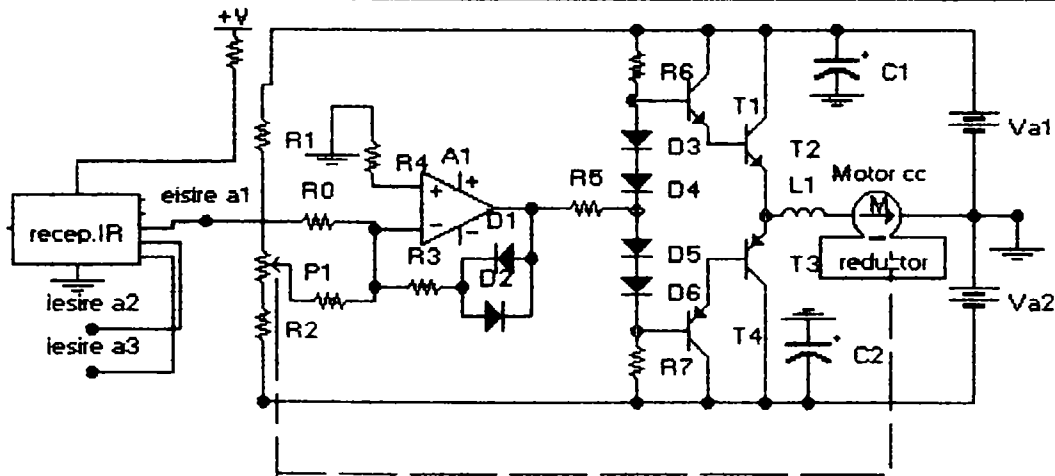 +V
R6
C1
R1
A1
T1
Va1
R4
D3
+
+
T2
eisire a1
R0
R5
D4
L1
Motor cc
-
D1
M
recep.IR
R3
-
D5
T3
reductor
P1
D2
D6
iesire a2
R2
T4
Va2
iesire a3
R7
C2